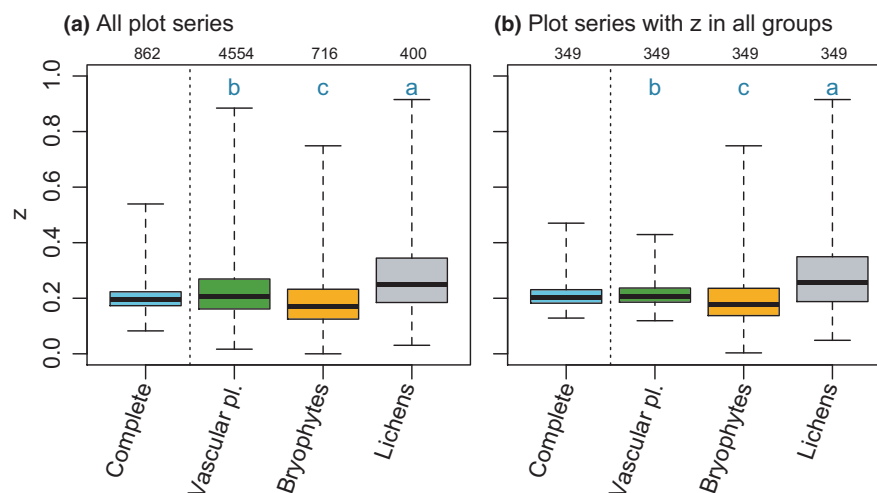 (a) All plot series
862 4554 716 400
b c a
1.0
0.8
0.6
0.4
0.2
0.0
z
Complete
Vascular pl.
Bryophytes
Lichens
(b) Plot series with z in all groups
349 349 349 349
b c a
Complete
Vascular pl.
Bryophytes
Lichens